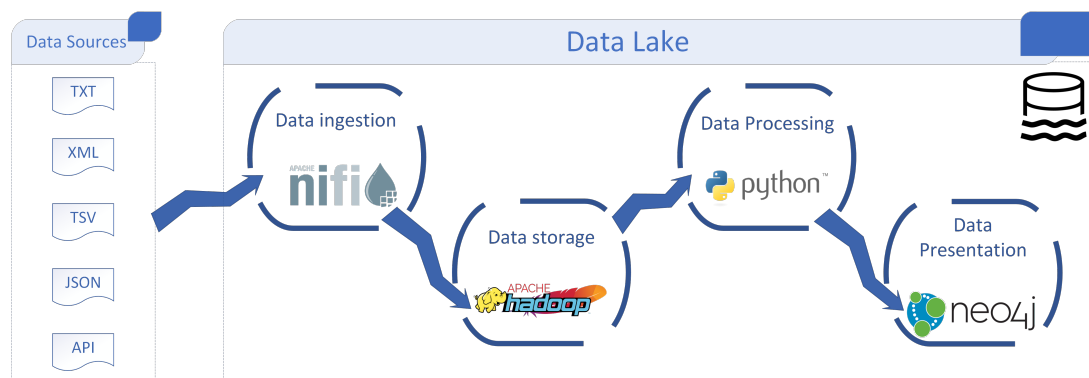 Data Sources
TXT
XML
TSV
JSON
API
Data Lake
Data ingestion
APACHE
nifi
Data storage
APACHE
hadoop
Data Processing
python™
Data
Presentation
neo4j